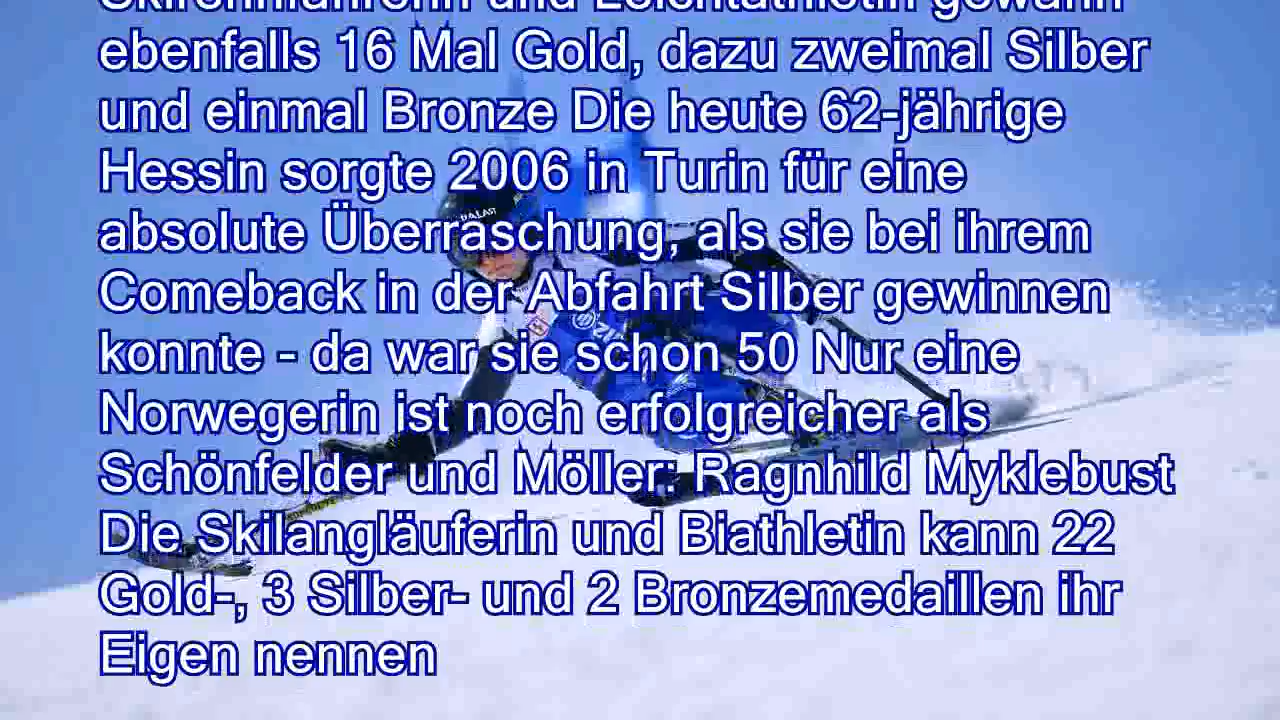 ebenfalls 16 Mal Gold, dazu zweimal Silber
und einmal Bronze Die heute 62-jährige
Hessin sorgte 2006 in Turin für eine
absolute Überraschung, als sie bei ihrem
Comeback in der Abfahrt Silber gewinnen
konnte - da war sie schon 50 Nur eine
Norwegerin ist noch erfolgreicher als
Schönfelder und Möller: Ragnhild Myklebust
Die Skilangläuferin und Biathletin kann 22
Gold-, 3 Silber- und 2 Bronzemedaillen ihr
Eigen nennen